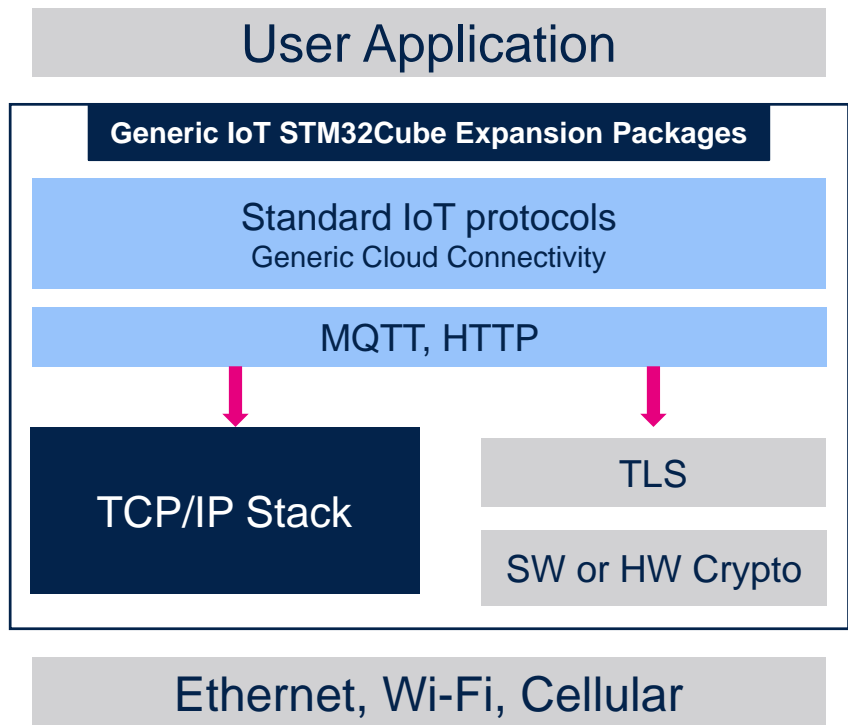 User Application
Generic IoT STM32Cube Expansion Packages
Standard IoT protocols
Generic Cloud Connectivity
MQTT, HTTP
TCP/IP Stack
TLS
SW or HW Crypto
Ethernet, Wi-Fi, Cellular